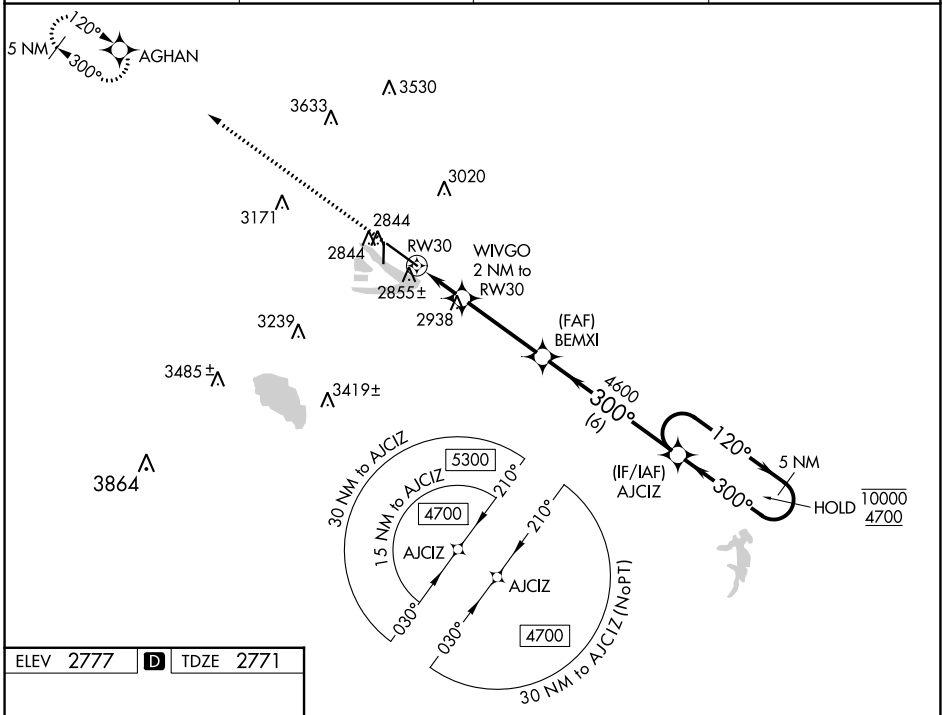 120°
5 NM
AGHAN
300°
3530
3633
3020
3171
2844
2844
RW30
WIVGO
2 NM to
RW30
2855±
2938
(FAF)
BEMXI
3239
3485±
3419±
4600
300°
(6)
120°
5 NM
(IF/IAF)
AJCIZ
300°
HOLD 10000
4700
3864
30 NM to AJCIZ
5300
210°
15 NM to AJCIZ
4700
AJCIZ
030°
210°
AJCIZ
030°
4700
30 NM to AJCIZ (NoPT)
ELEV 2777 D TDZE 2771